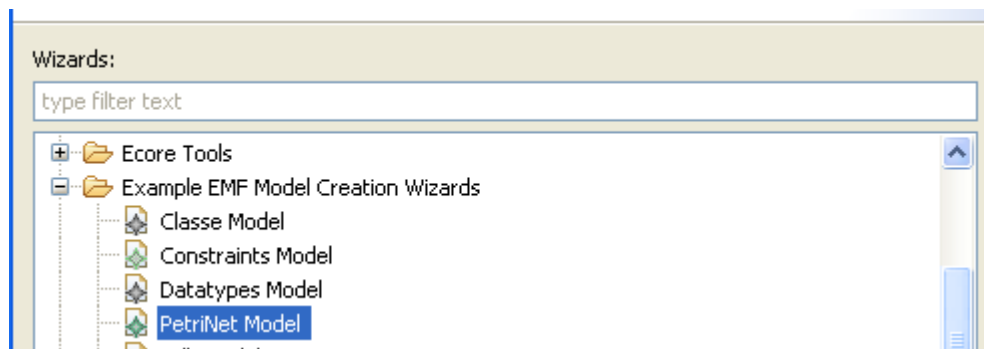 Wizards:
type filter text
Ecore Tools
Example EMF Model Creation Wizards
Classe Model
Constraints Model
Datatypes Model
PetriNet Model